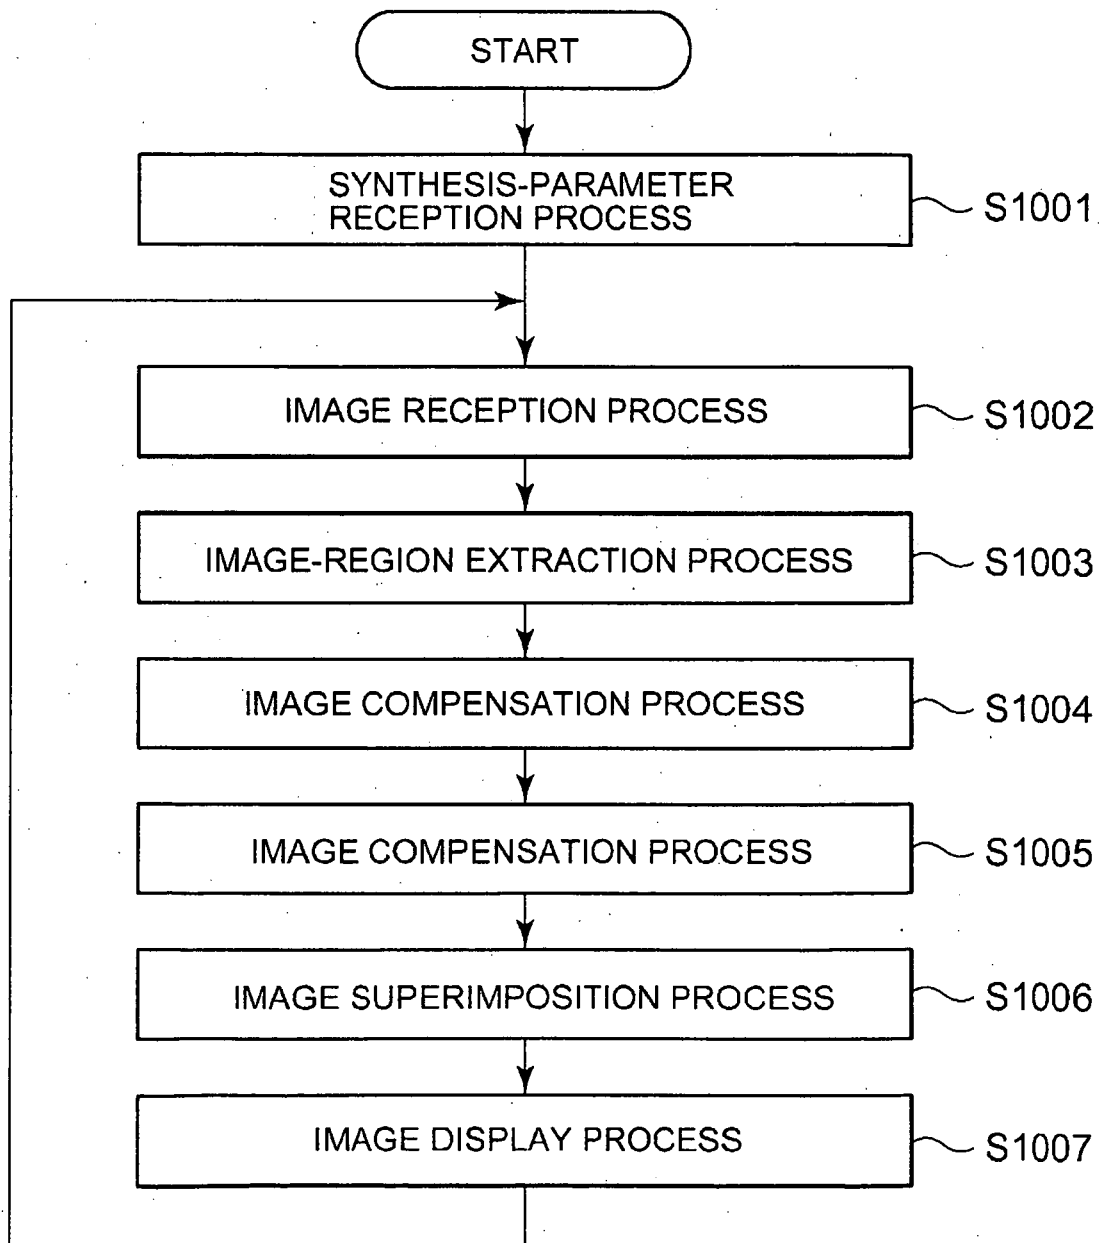 START
SYNTHESIS-PARAMETER
RECEPTION PROCESS
S1001
IMAGE RECEPTION PROCESS
S1002
IMAGE-REGION EXTRACTION PROCESS
S1003
IMAGE COMPENSATION PROCESS
S1004
IMAGE COMPENSATION PROCESS
S1005
IMAGE SUPERIMPOSITION PROCESS
S1006
IMAGE DISPLAY PROCESS
S1007